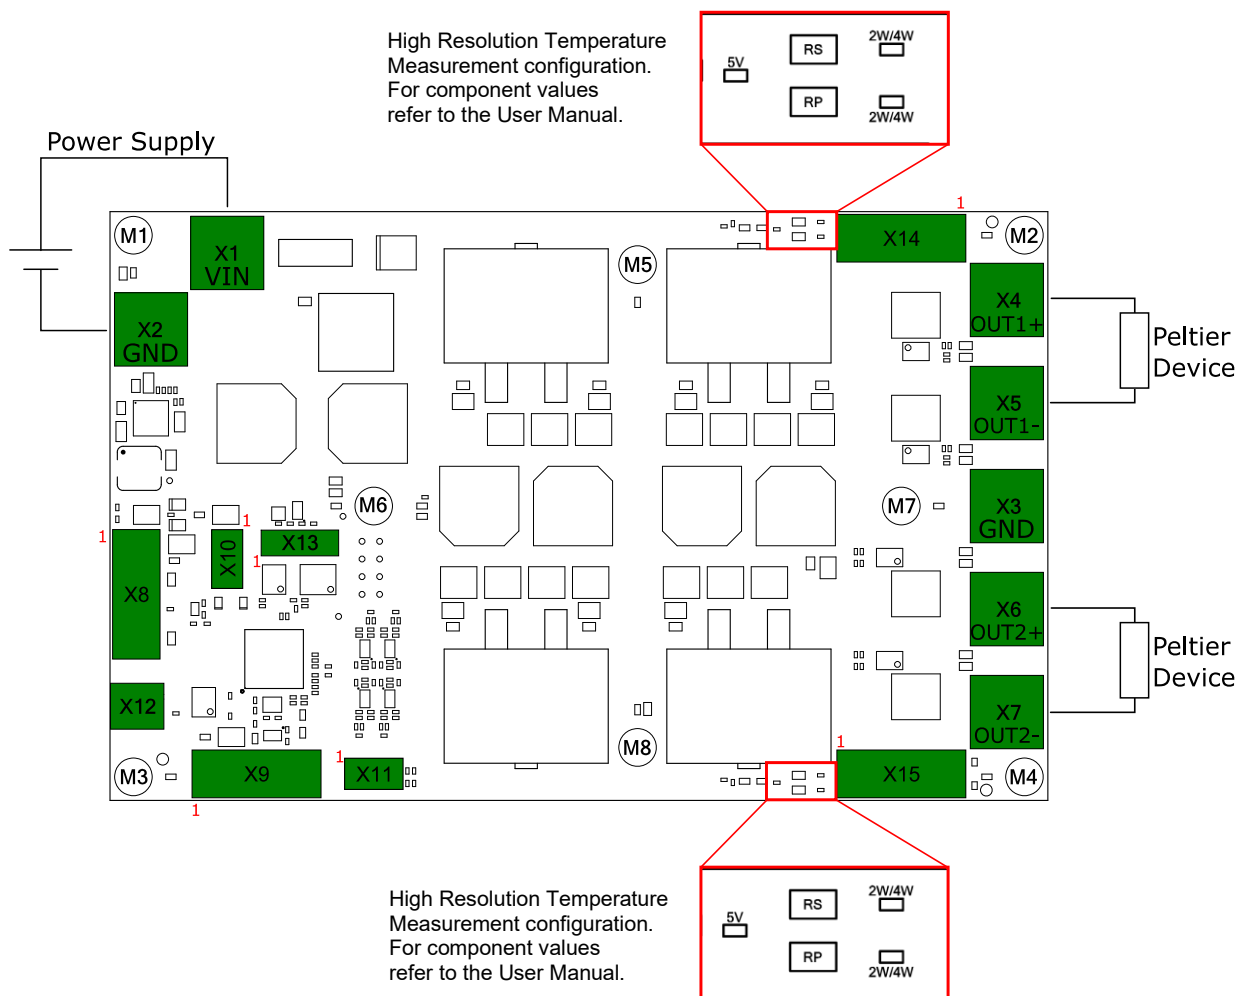 High Resolution Temperature
Measurement configuration.
For component values
refer to the User Manual.
5V
RS
2W/4W
RP
2W/4W
Power Supply
M1
X1
VIN
M5
1
X14
M2
X2
GND
X4
OUT1+
Peltier
Device
X5
OUT1-
M6
M7
X3
GND
1
X8
1
X10
X13
1
X6
OUT2+
Peltier
Device
X12
X7
OUT2-
M3
1
X9
1
X11
M8
1
X15
M4
High Resolution Temperature
Measurement configuration.
For component values
refer to the User Manual.
5V
RS
2W/4W
RP
2W/4W